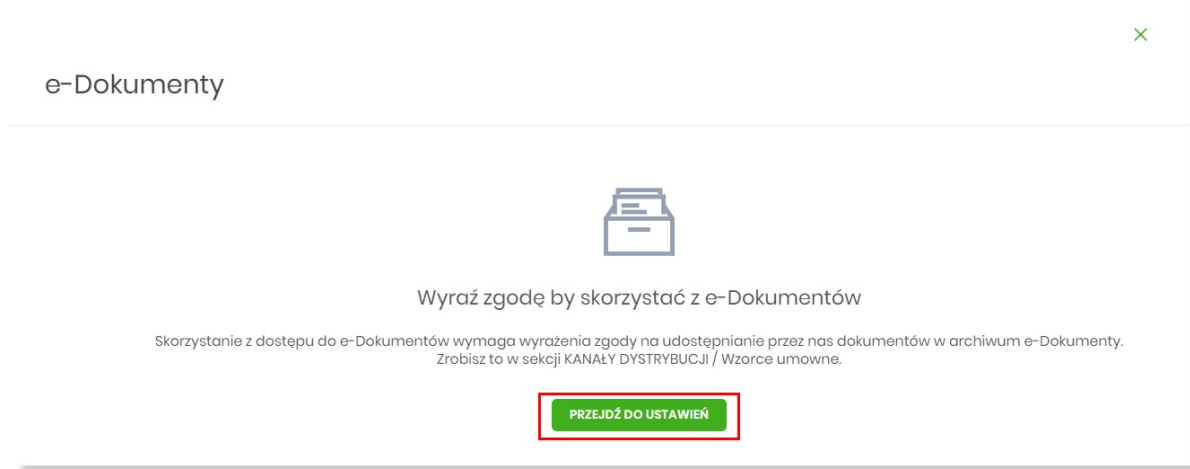 e-Dokumenty
Wyraź zgodę by skorzystać z e-Dokumentów
Skorzystanie z dostępu do e-Dokumentów wymaga wyrażenia zgody na udostępnianie przez nas dokumentów w archiwum e-Dokumenty.
Zrobisz to w sekcji KANAŁY DYSTRYBUCJI / Wzorce umowne.
PRZEJDŹ DO USTAWIEŃ